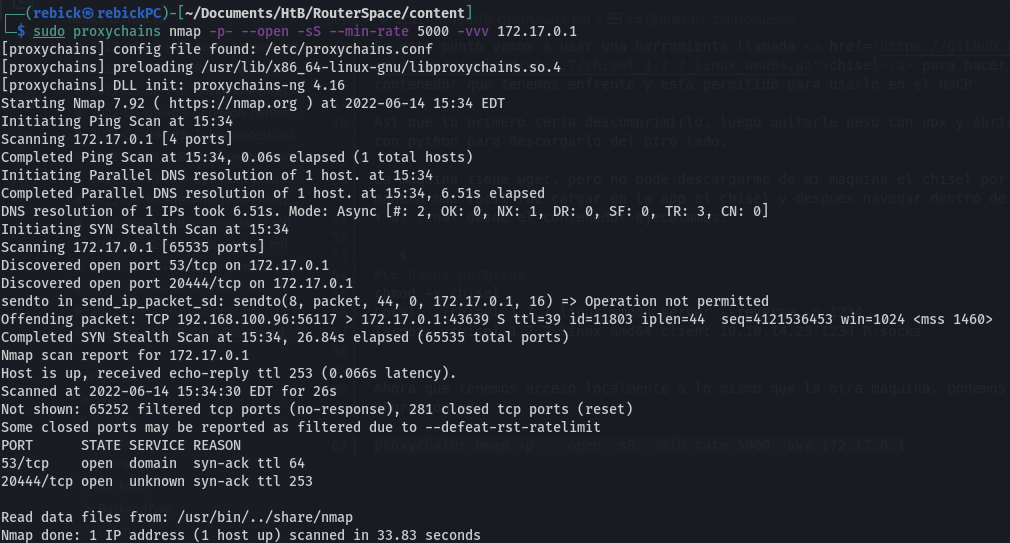 ┌──(rebick㉿rebickPC)-[~/Documents/HtB/RouterSpace/content]
└─$ sudo proxychains nmap -p- --open -sS --min-rate 5000 -vvv 172.17.0.1
[proxychains] config file found: /etc/proxychains.conf
[proxychains] preloading /usr/lib/x86_64-linux-gnu/libproxychains.so.4
[proxychains] DLL init: proxychains-ng 4.16
Starting Nmap 7.92 ( https://nmap.org ) at 2022-06-14 15:34 EDT
Initiating Ping Scan at 15:34
Scanning 172.17.0.1 [4 ports]
Completed Ping Scan at 15:34, 0.06s elapsed (1 total hosts)
Initiating Parallel DNS resolution of 1 host. at 15:34
Completed Parallel DNS resolution of 1 host. at 15:34, 6.51s elapsed
DNS resolution of 1 IPs took 6.51s. Mode: Async [#: 2, OK: 0, NX: 1, DR: 0, SF: 0, TR: 3, CN: 0]
Initiating SYN Stealth Scan at 15:34
Scanning 172.17.0.1 [65535 ports]
Discovered open port 53/tcp on 172.17.0.1
Discovered open port 20444/tcp on 172.17.0.1
sendto in send_ip_packet_sd: sendto(8, packet, 44, 0, 172.17.0.1, 16) => Operation not permitted
Offending packet: TCP 192.168.100.96:56117 > 172.17.0.1:43639 S ttl=39 id=11803 iplen=44  seq=4121536453 win=1024 <mss 1460>
Completed SYN Stealth Scan at 15:34, 26.84s elapsed (65535 total ports)
Nmap scan report for 172.17.0.1
Host is up, received echo-reply ttl 253 (0.066s latency).
Scanned at 2022-06-14 15:34:30 EDT for 26s
Not shown: 65252 filtered tcp ports (no-response), 281 closed tcp ports (reset)
Some closed ports may be reported as filtered due to --defeat-rst-ratelimit
PORT      STATE SERVICE REASON
53/tcp    open  domain  syn-ack ttl 64
20444/tcp open  unknown syn-ack ttl 253

Read data files from: /usr/bin/../share/nmap
Nmap done: 1 IP address (1 host up) scanned in 33.83 seconds